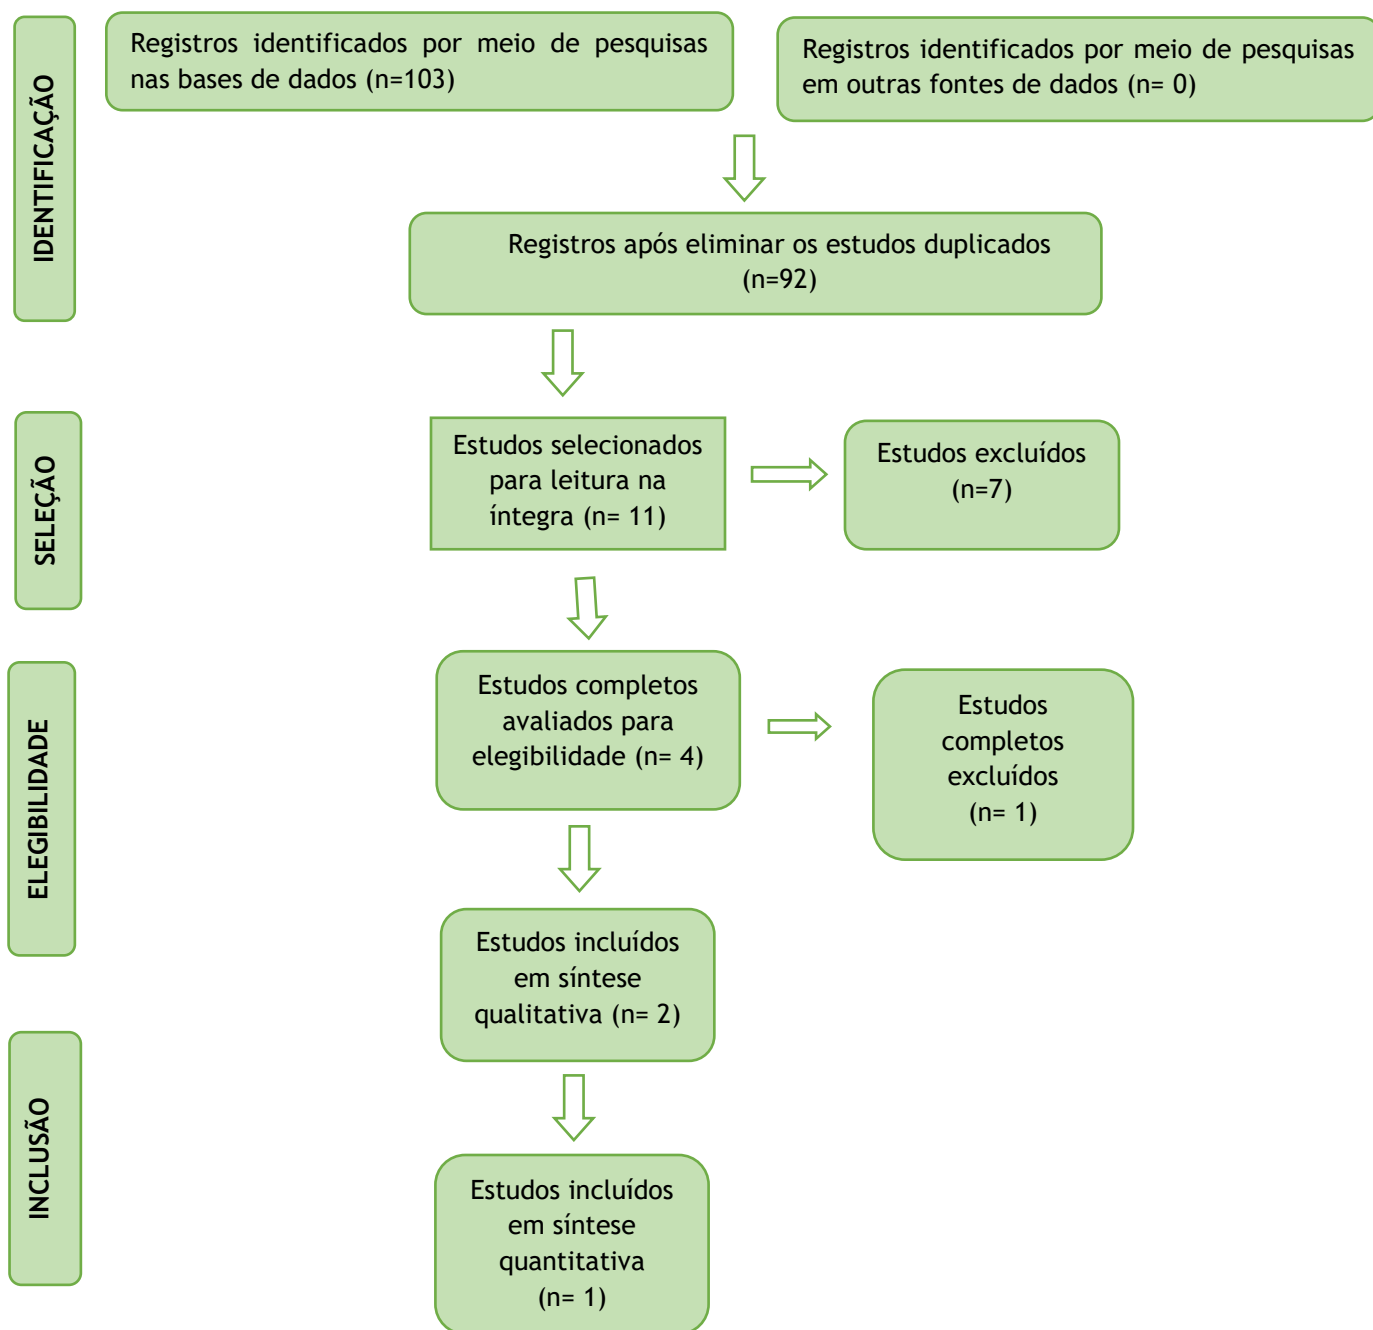 IDENTIFICAÇÃO
Registros identificados por meio de pesquisas
nas bases de dados (n=103)
Registros identificados por meio de pesquisas
em outras fontes de dados (n= 0)
Registros após eliminar os estudos duplicados
(n=92)
SELEÇÃO
Estudos selecionados
para leitura na
íntegra (n= 11)
Estudos excluídos
(n=7)
ELEGIBILIDADE
Estudos completos
avaliados para
elegibilidade (n= 4)
Estudos
completos
excluídos
(n= 1)
Estudos incluídos
em síntese
qualitativa (n= 2)
INCLUSÃO
Estudos incluídos
em síntese
quantitativa
(n= 1)